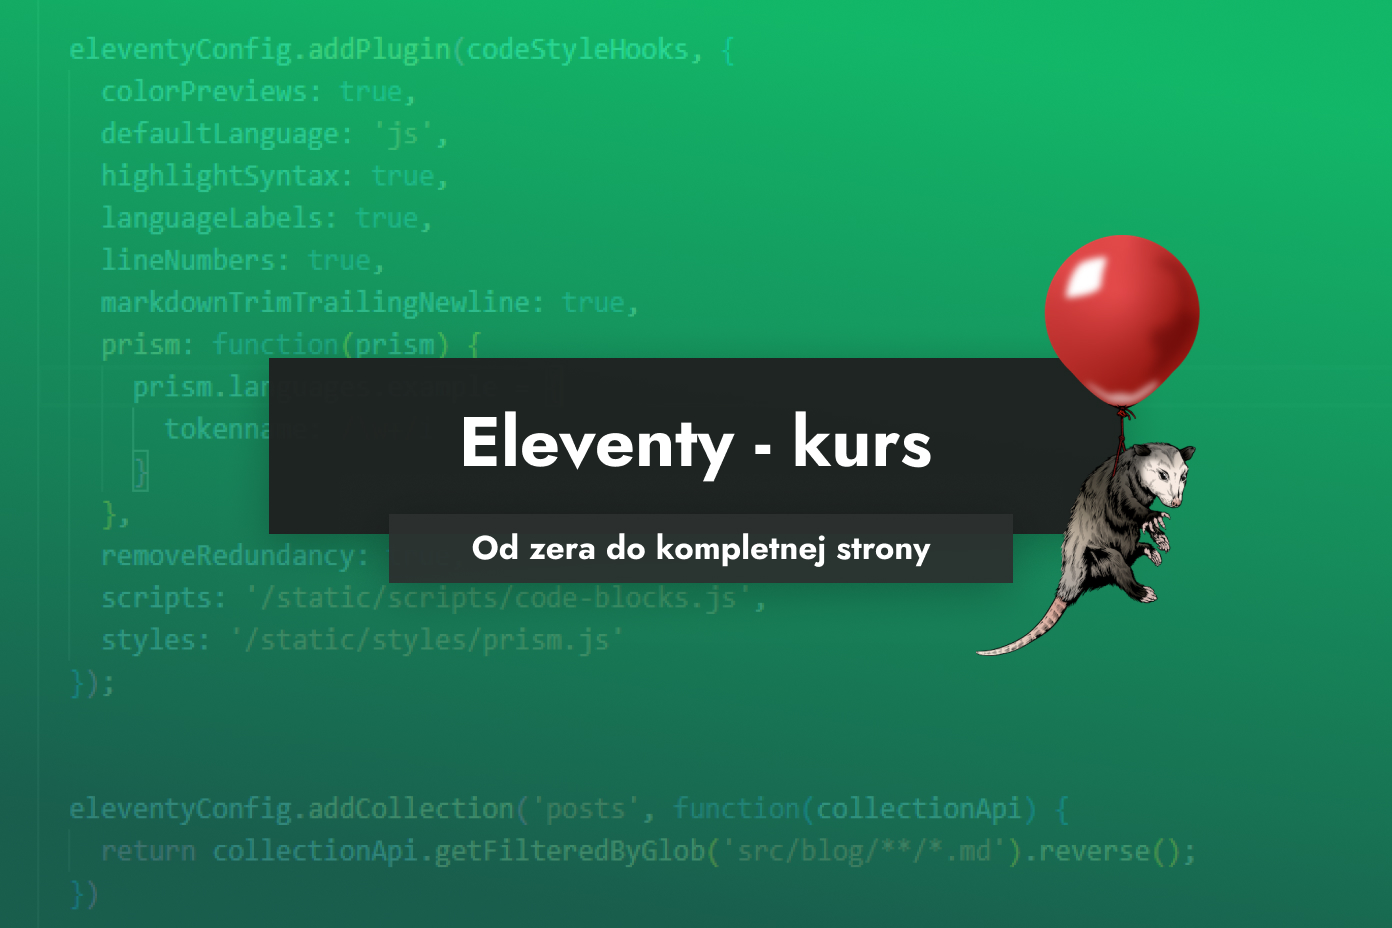 eleventyConfig.addPlugin(codeStyleHooks, {
colorPreviews: true,
defaultLanguage: 'js',
highlightSyntax: true,
languageLabels: true,
lineNumbers: true,
markdownTrimTrailingNewline: true,
prism: function(prism) {
prism.languages.example = {
tokenna
}
},
removeRedundancy:
scripts: '/static/scripts/code-blocks.js',
styles: '/static/styles/prism.js'
});
Eleventy - kurs
Od zera do kompletnej strony
eleventyConfig.addCollection('posts', function(collectionApi) {
return collectionApi.getFilteredByGlob('src/blog/**/*.md').reverse();
})